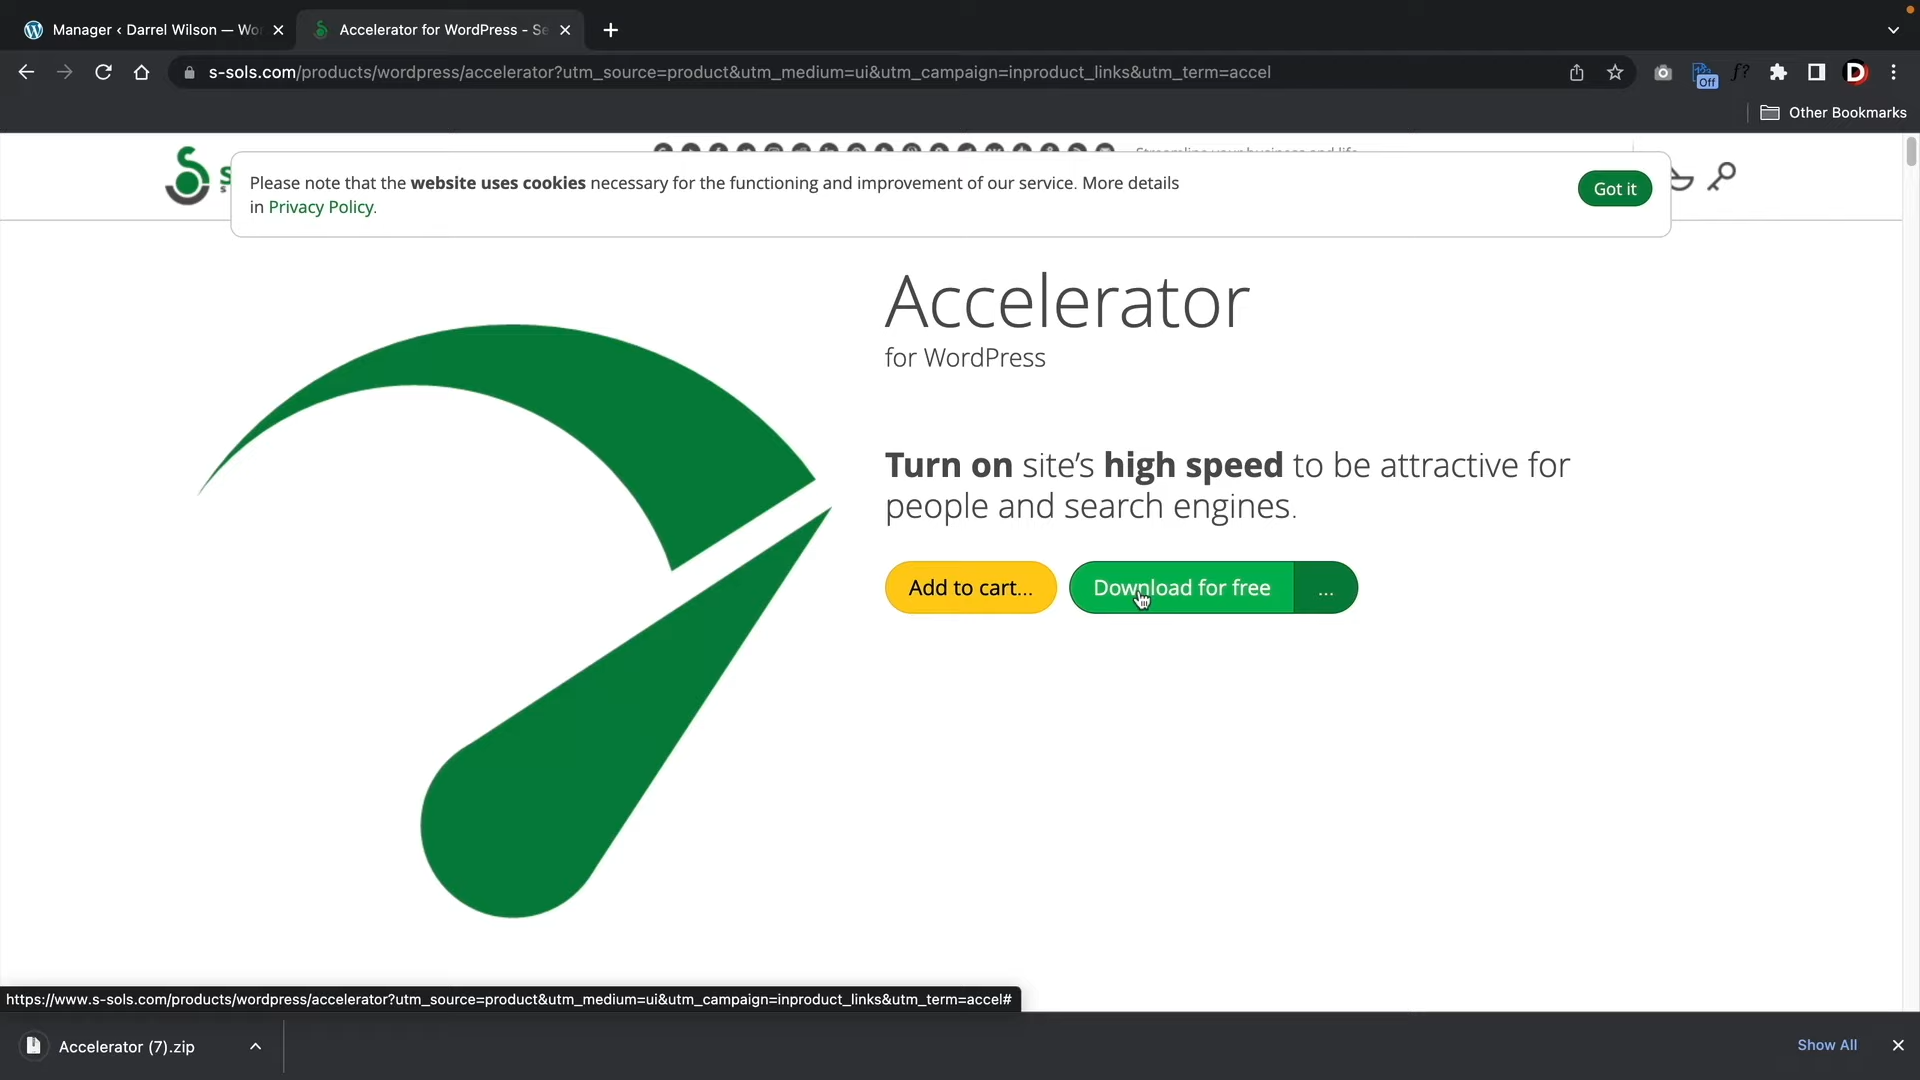 Manager ‹ Darrel Wilson — Wo
Accelerator for WordPress - Se
s-sols.com/products/wordpress/accelerator?utm_source=product&utm_medium=ui&utm_campaign=inproduct_links&utm_term=accel
Off
f?
D
Other Bookmarks
Please note that the website uses cookies necessary for the functioning and improvement of our service. More details
in Privacy Policy.
Got it
Accelerator
for WordPress
Turn on site’s high speed to be attractive for
people and search engines.
Add to cart...
Download for free
...
https://www.s-sols.com/products/wordpress/accelerator?utm_source=product&utm_medium=ui&utm_campaign=inproduct_links&utm_term=accel#
Accelerator (7).zip
Show All